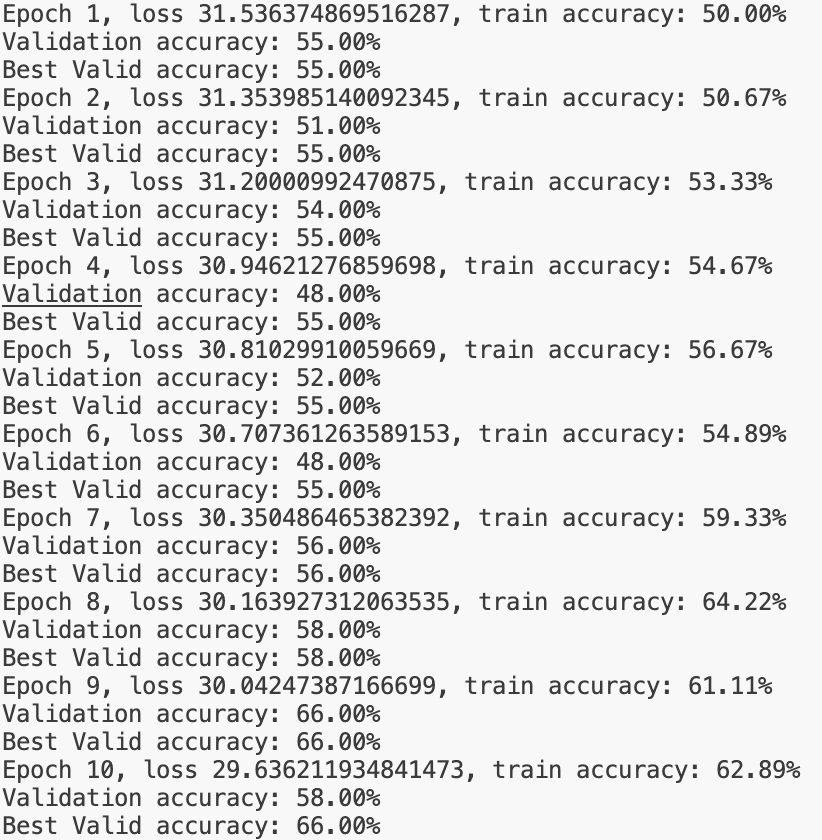 Epoch 1, loss 31.536374869516287, train accuracy: 50.00%
Validation accuracy: 55.00%
Best Valid accuracy: 55.00%
Epoch 2, loss 31.353985140092345, train accuracy: 50.67%
Validation accuracy: 51.00%
Best Valid accuracy: 55.00%
Epoch 3, loss 31.20000992470875, train accuracy: 53.33%
Validation accuracy: 54.00%
Best Valid accuracy: 55.00%
Epoch 4, loss 30.94621276859698, train accuracy: 54.67%
Validation accuracy: 48.00%
Best Valid accuracy: 55.00%
Epoch 5, loss 30.81029910059669, train accuracy: 56.67%
Validation accuracy: 52.00%
Best Valid accuracy: 55.00%
Epoch 6, loss 30.707361263589153, train accuracy: 54.89%
Validation accuracy: 48.00%
Best Valid accuracy: 55.00%
Epoch 7, loss 30.350486465382392, train accuracy: 59.33%
Validation accuracy: 56.00%
Best Valid accuracy: 56.00%
Epoch 8, loss 30.163927312063535, train accuracy: 64.22%
Validation accuracy: 58.00%
Best Valid accuracy: 58.00%
Epoch 9, loss 30.04247387166699, train accuracy: 61.11%
Validation accuracy: 66.00%
Best Valid accuracy: 66.00%
Epoch 10, loss 29.636211934841473, train accuracy: 62.89%
Validation accuracy: 58.00%
Best Valid accuracy: 66.00%